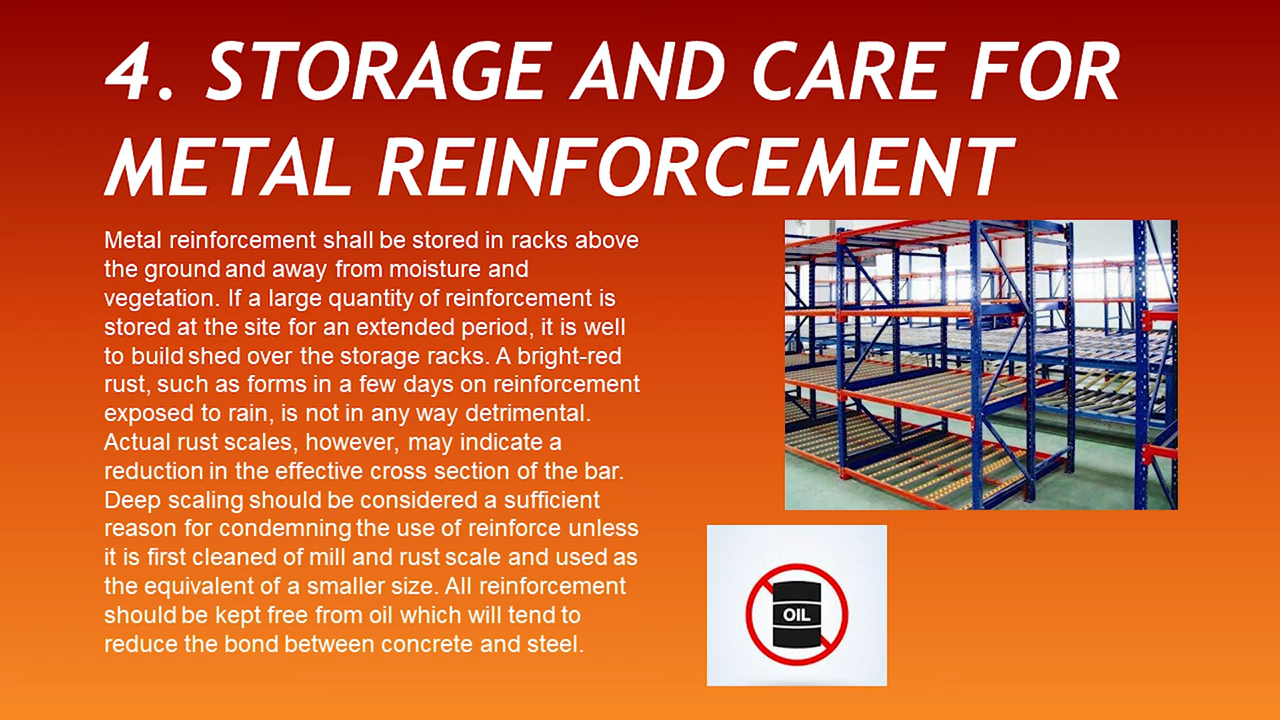 4. STORAGE AND CARE FOR
METAL REINFORCEMENT
Metal reinforcement shall be stored in racks above
the ground and away from moisture and
vegetation. If a large quantity of reinforcement is
stored at the site for an extended period, it is well
to build shed over the storage racks. A bright-red
rust, such as forms in a few days on reinforcement
exposed to rain, is not in any way detrimental.
Actual rust scales, however, may indicate a
reduction in the effective cross section of the bar.
Deep scaling should be considered a sufficient
reason for condemning the use of reinforce unless
it is first cleaned of mill and rust scale and used as
the equivalent of a smaller size. All reinforcement
should be kept free from oil which will tend to
reduce the bond between concrete and steel.
OIL